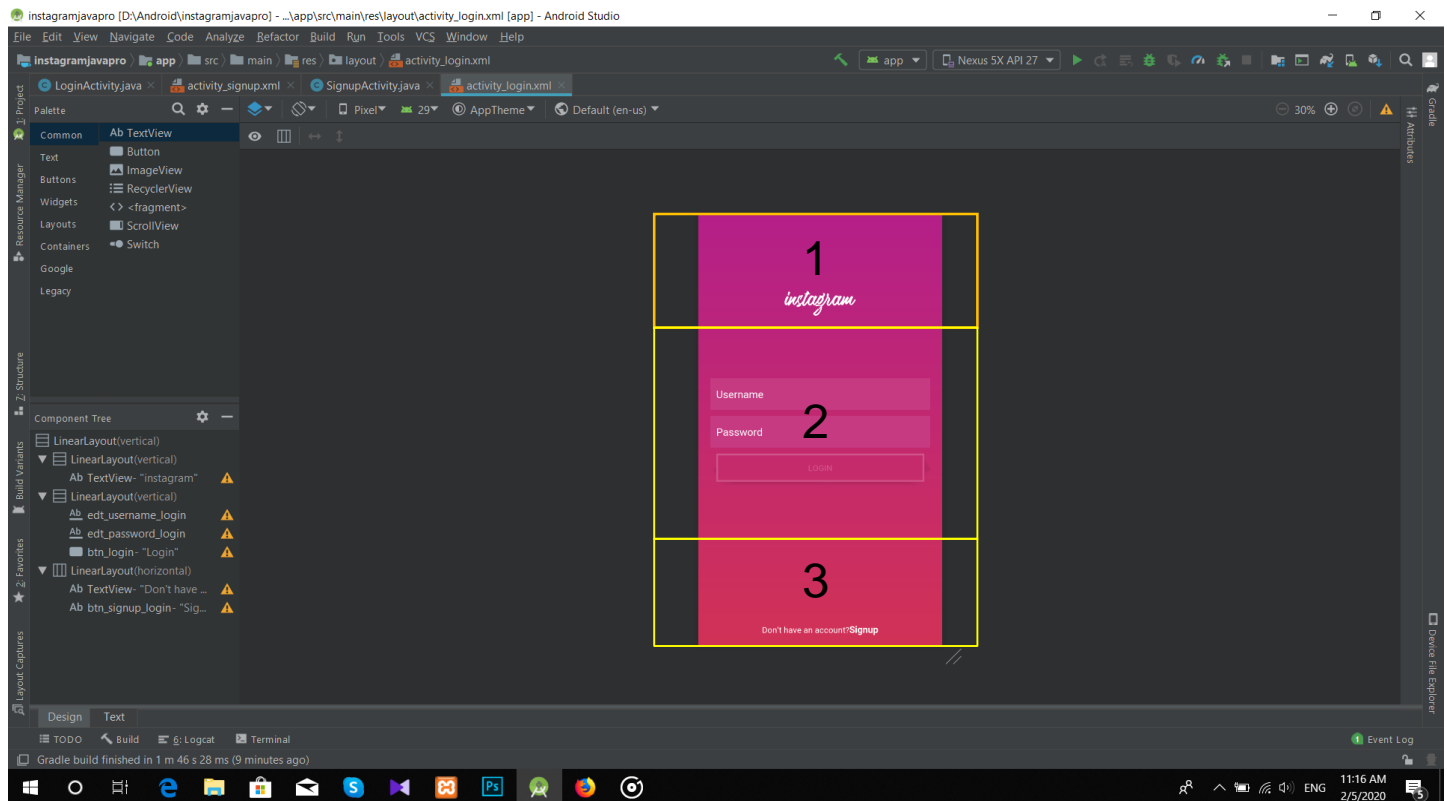 instagramjavapro [D:\Android\instagramjavapro] - ...\app\src\main\res\layout\activity_login.xml [app] - Android Studio
File Edit View Navigate Code Analyze Refactor Build Run Tools VCS Window Help
instagramjavapro app src main res layout activity_login.xml
app Nexus 5X API 27
LoginActivity.java activity_signup.xml SignupActivity.java activity_login.xml
Palette
Pixel 29 AppTheme Default (en-us)
30%
Common
Text
Buttons
Widgets
Layouts
Containers
Google
Legacy
Ab TextView
Button
ImageView
RecyclerView
<> <fragment>
ScrollView
Switch
Component Tree
LinearLayout(vertical)
LinearLayout(vertical)
Ab TextView- "instagram"
LinearLayout(vertical)
Ab edt_username_login
Ab edt_password_login
btn_login- "Login"
LinearLayout(horizontal)
Ab TextView- "Don't have ...
Ab btn_signup_login- "Sig...
1: Project
Resource Manager
Z: Structure
Build Variants
2: Favorites
Layout Captures
1
instagram
Username
2
Password
LOGIN
3
Don't have an account?Signup
Gradle
Attributes
Device File Explorer
Design Text
TODO Build 6: Logcat Terminal
1 Event Log
Gradle build finished in 1 m 46 s 28 ms (9 minutes ago)
Ps
ENG
11:16 AM
2/5/2020
5